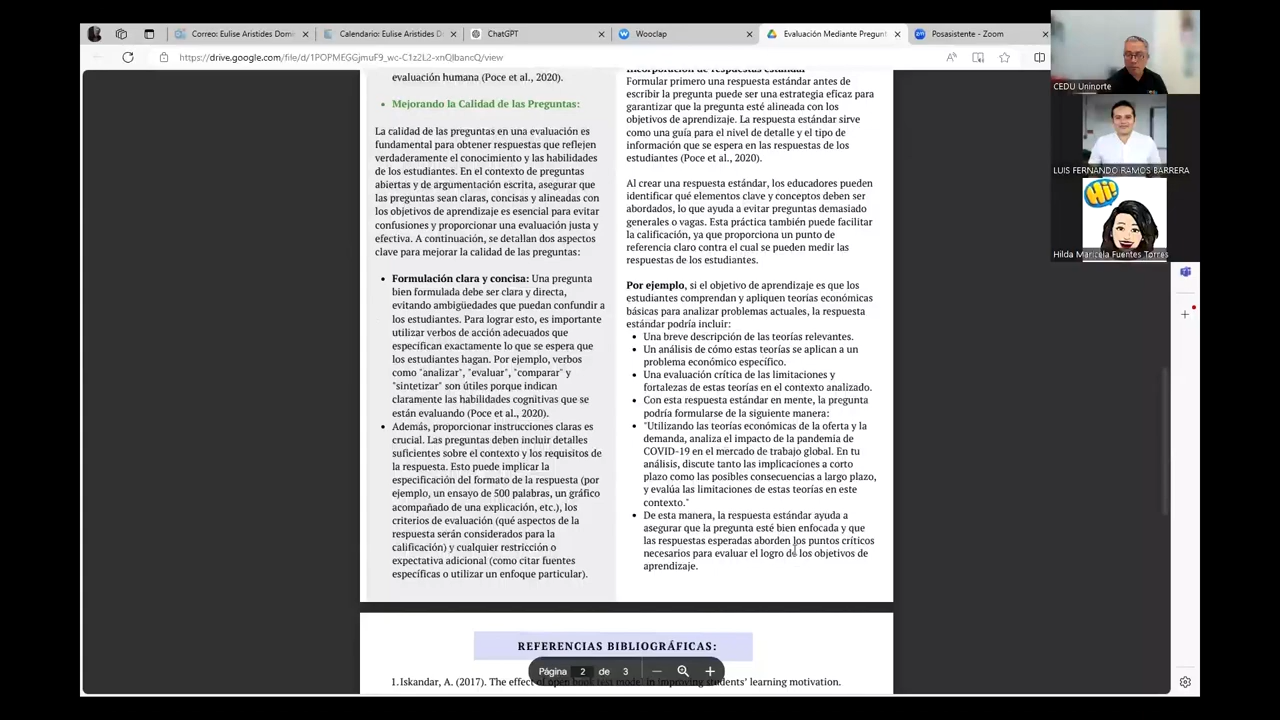 Correo: Eulise Aristides Domi
Calendario: Eulise Aristides D
ChatGPT
Wooclap
Evaluación Mediante Pregunt
Posasistente - Zoom
https://drive.google.com/file/d/1POPMEGGjmuF9_wc-C1z2L2-xnQlbancQ/view
evaluación humana (Poce et al., 2020).
• Mejorando la Calidad de las Preguntas:
La calidad de las preguntas en una evaluación es
fundamental para obtener respuestas que reflejen
verdaderamente el conocimiento y las habilidades
de los estudiantes. En el contexto de preguntas
abiertas y de argumentación escrita, asegurar que
las preguntas sean claras, concisas y alineadas con
los objetivos de aprendizaje es esencial para evitar
confusiones y proporcionar una evaluación justa y
efectiva. A continuación, se detallan dos aspectos
clave para mejorar la calidad de las preguntas:
• Formulación clara y concisa: Una pregunta
bien formulada debe ser clara y directa,
evitando ambigüedades que puedan confundir a
los estudiantes. Para lograr esto, es importante
utilizar verbos de acción adecuados que
especifican exactamente lo que se espera que
los estudiantes hagan. Por ejemplo, verbos
como "analizar", "evaluar", "comparar" y
"sintetizar" son útiles porque indican
claramente las habilidades cognitivas que se
están evaluando (Poce et al., 2020).
• Además, proporcionar instrucciones claras es
crucial. Las preguntas deben incluir detalles
suficientes sobre el contexto y los requisitos de
la respuesta. Esto puede implicar la
especificación del formato de la respuesta (por
ejemplo, un ensayo de 500 palabras, un gráfico
acompañado de una explicación, etc.), los
criterios de evaluación (qué aspectos de la
respuesta serán considerados para la
calificación) y cualquier restricción o
expectativa adicional (como citar fuentes
específicas o utilizar un enfoque particular).
Incorporación de respuestas estándar
Formular primero una respuesta estándar antes de
escribir la pregunta puede ser una estrategia eficaz para
garantizar que la pregunta esté alineada con los
objetivos de aprendizaje. La respuesta estándar sirve
como una guía para el nivel de detalle y el tipo de
información que se espera en las respuestas de los
estudiantes (Poce et al., 2020).
Al crear una respuesta estándar, los educadores pueden
identificar qué elementos clave y conceptos deben ser
abordados, lo que ayuda a evitar preguntas demasiado
generales o vagas. Esta práctica también puede facilitar
la calificación, ya que proporciona un punto de
referencia claro contra el cual se pueden medir las
respuestas de los estudiantes.
Por ejemplo, si el objetivo de aprendizaje es que los
estudiantes comprendan y apliquen teorías económicas
básicas para analizar problemas actuales, la respuesta
estándar podría incluir:
• Una breve descripción de las teorías relevantes.
• Un análisis de cómo estas teorías se aplican a un
problema económico específico.
• Una evaluación crítica de las limitaciones y
fortalezas de estas teorías en el contexto analizado.
• Con esta respuesta estándar en mente, la pregunta
podría formularse de la siguiente manera:
• "Utilizando las teorías económicas de la oferta y la
demanda, analiza el impacto de la pandemia de
COVID-19 en el mercado de trabajo global. En tu
análisis, discute tanto las implicaciones a corto
plazo como las posibles consecuencias a largo plazo,
y evalúa las limitaciones de estas teorías en este
contexto."
• De esta manera, la respuesta estándar ayuda a
asegurar que la pregunta esté bien enfocada y que
las respuestas esperadas aborden los puntos críticos
necesarios para evaluar el logro de los objetivos de
aprendizaje.
REFERENCIAS BIBLIOGRÁFICAS:
Página 2 de 3
1. Iskandar, A. (2017). The effect of open book test model in improving students' learning motivation.
CEDU Uninorte
LUIS FERNANDO RAMOS BARRERA
Hi!
Hilda Maricela Fuentes Torres